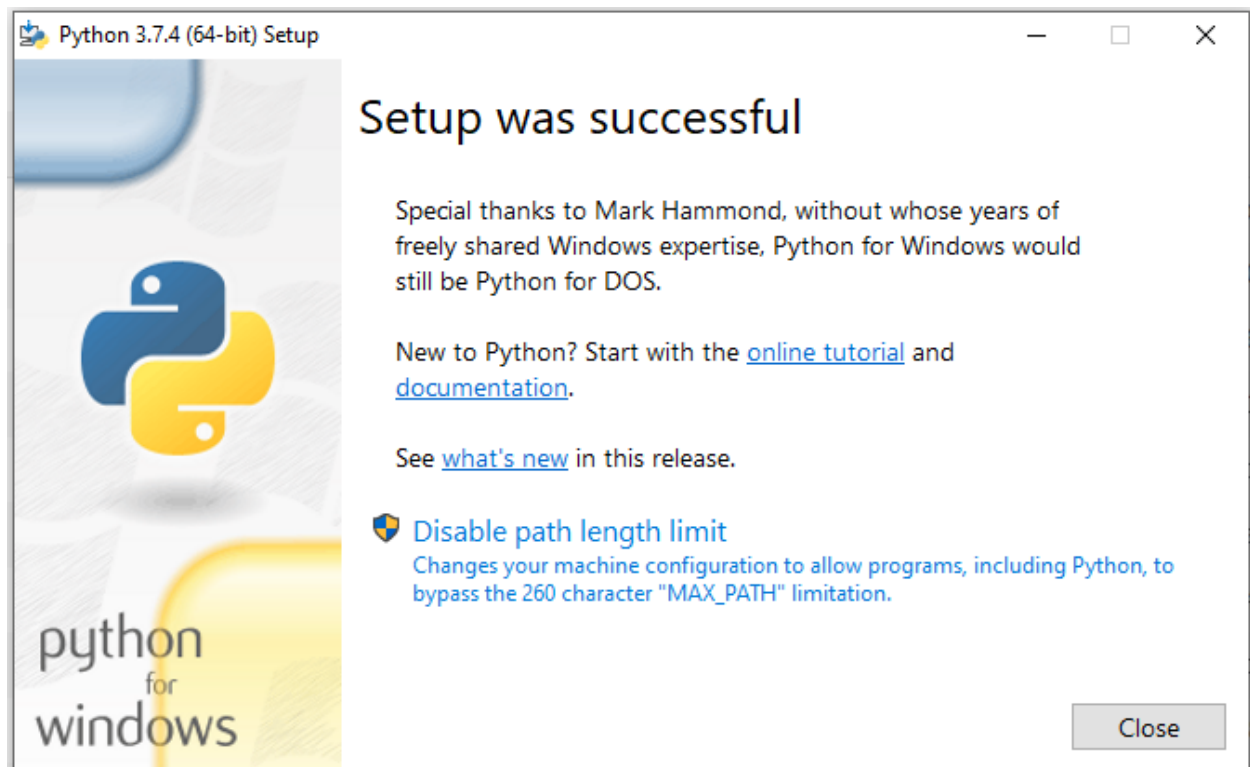 Python 3.7.4 (64-bit) Setup
Setup was successful
Special thanks to Mark Hammond, without whose years of
freely shared Windows expertise, Python for Windows would
still be Python for DOS.
New to Python? Start with the online tutorial and
documentation.
See what's new in this release.
Disable path length limit
Changes your machine configuration to allow programs, including Python, to
bypass the 260 character "MAX_PATH" limitation.
python
for
windows
Close